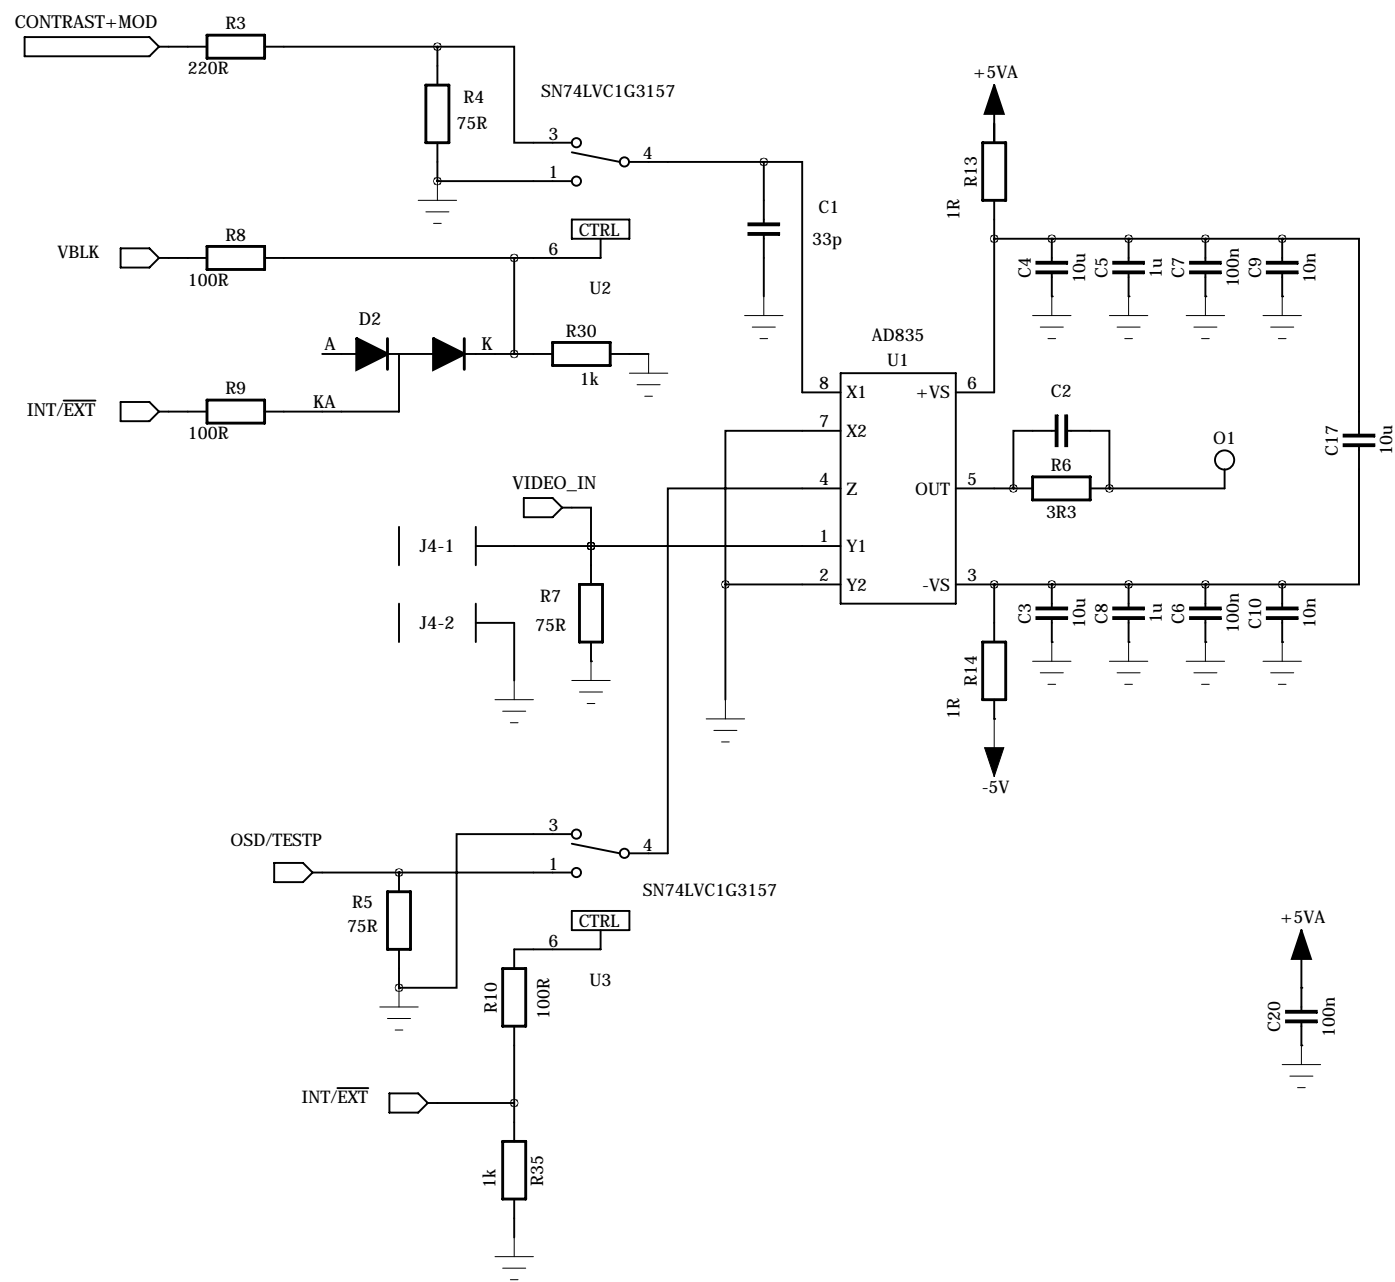 CONTRAST+MOD
R3
220R
R4
75R
SN74LVC1G3157
3
4
1
C1
33p
+5VA
R13
1R
VBLK
R8
100R
6
CTRL
U2
C4
10u
C5
1u
C7
100n
C9
10n
D2
A
K
R30
1k
INT/EXT
R9
100R
KA
AD835
U1
8
X1
+VS
6
7
X2
4
Z
OUT
5
1
Y1
2
Y2
-VS
3
C2
R6
3R3
O1
C17
10u
VIDEO_IN
J4-1
J4-2
R7
75R
C3
10u
C8
1u
C6
100n
C10
10n
R14
1R
-5V
OSD/TESTP
3
4
1
SN74LVC1G3157
R5
75R
CTRL
6
U3
R10
100R
+5VA
C20
100n
INT/EXT
1k
R35